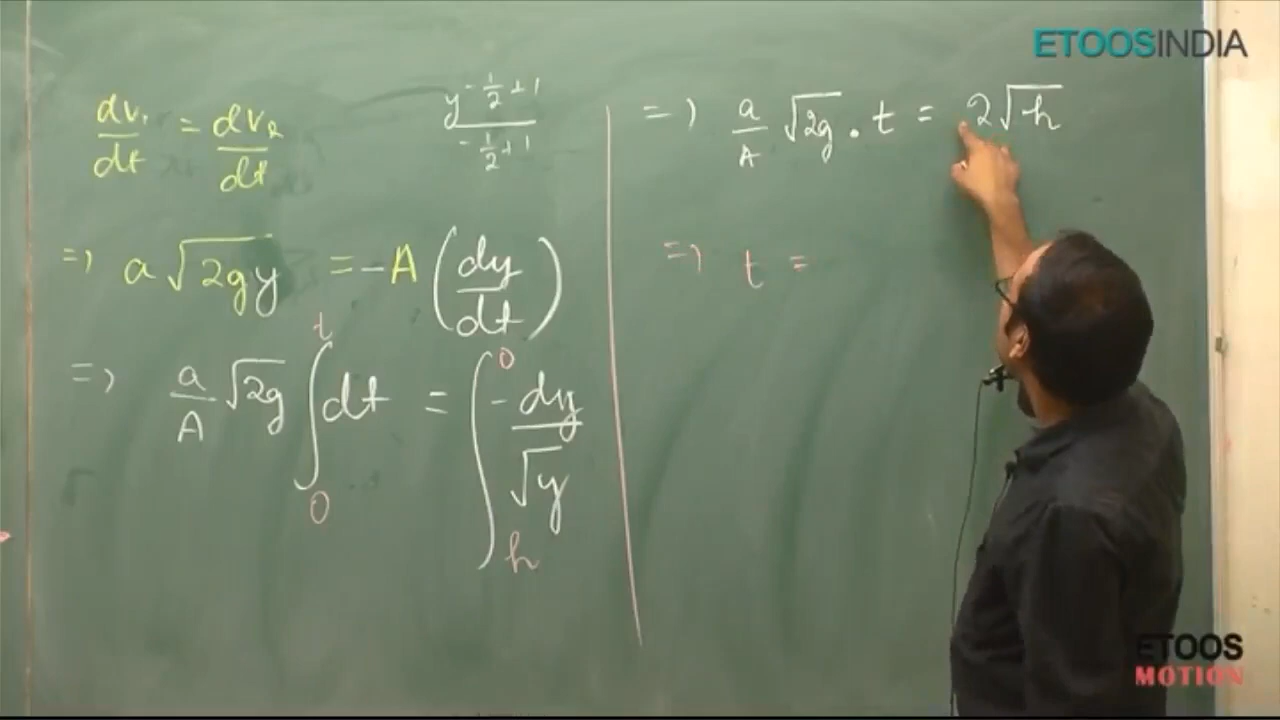 ETOOSINDIA
dv₁/dt = dv₂/dt
y^(-1/2+1)/(-1/2+1)
=> a√2gy = -A(dy/dt)
=> a/A √2g ∫₀ᵗ dt = ∫ₕ⁰ -dy/√y
=> a/A √2g . t = 2√h
=> t =
ETOOS
MOTION